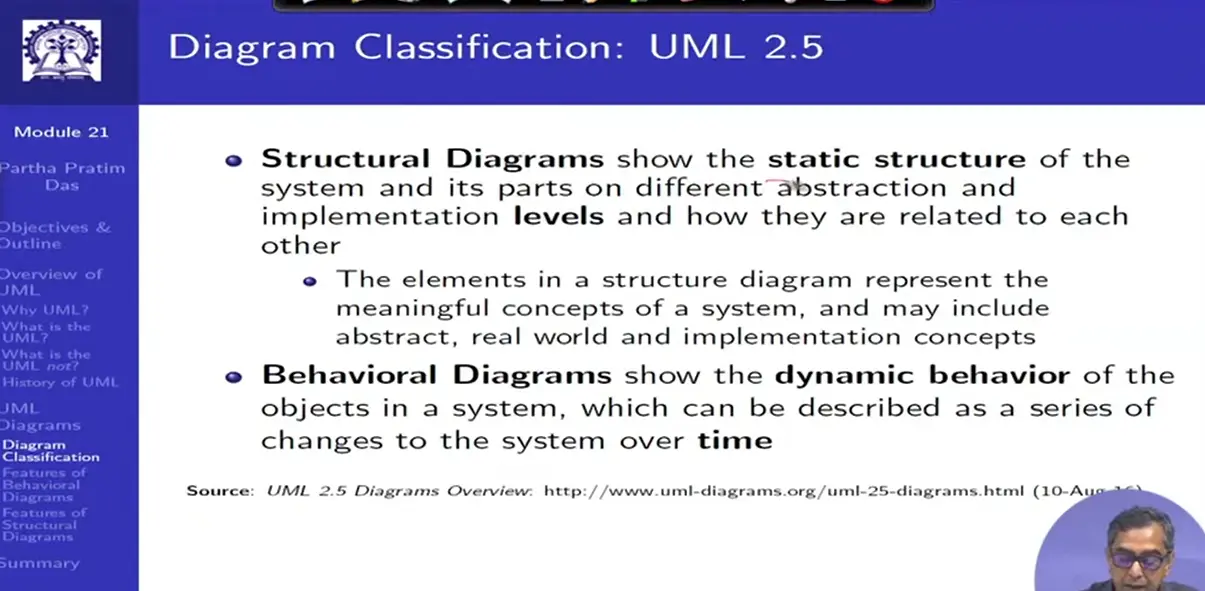 Diagram Classification: UML 2.5
Module 21
Partha Pratim
Das
Objectives &
Outline
Overview of
UML
Why UML?
What is the
UML?
What is the
UML not?
History of UML
UML
Diagrams
Diagram
Classification
Features of
Behavioral
Diagrams
Features of
Structural
Diagrams
Summary
Structural Diagrams show the static structure of the
system and its parts on different abstraction and
implementation levels and how they are related to each
other
The elements in a structure diagram represent the
meaningful concepts of a system, and may include
abstract, real world and implementation concepts
Behavioral Diagrams show the dynamic behavior of the
objects in a system, which can be described as a series of
changes to the system over time
Source: UML 2.5 Diagrams Overview: http://www.uml-diagrams.org/uml-25-diagrams.html (10-Aug-16)